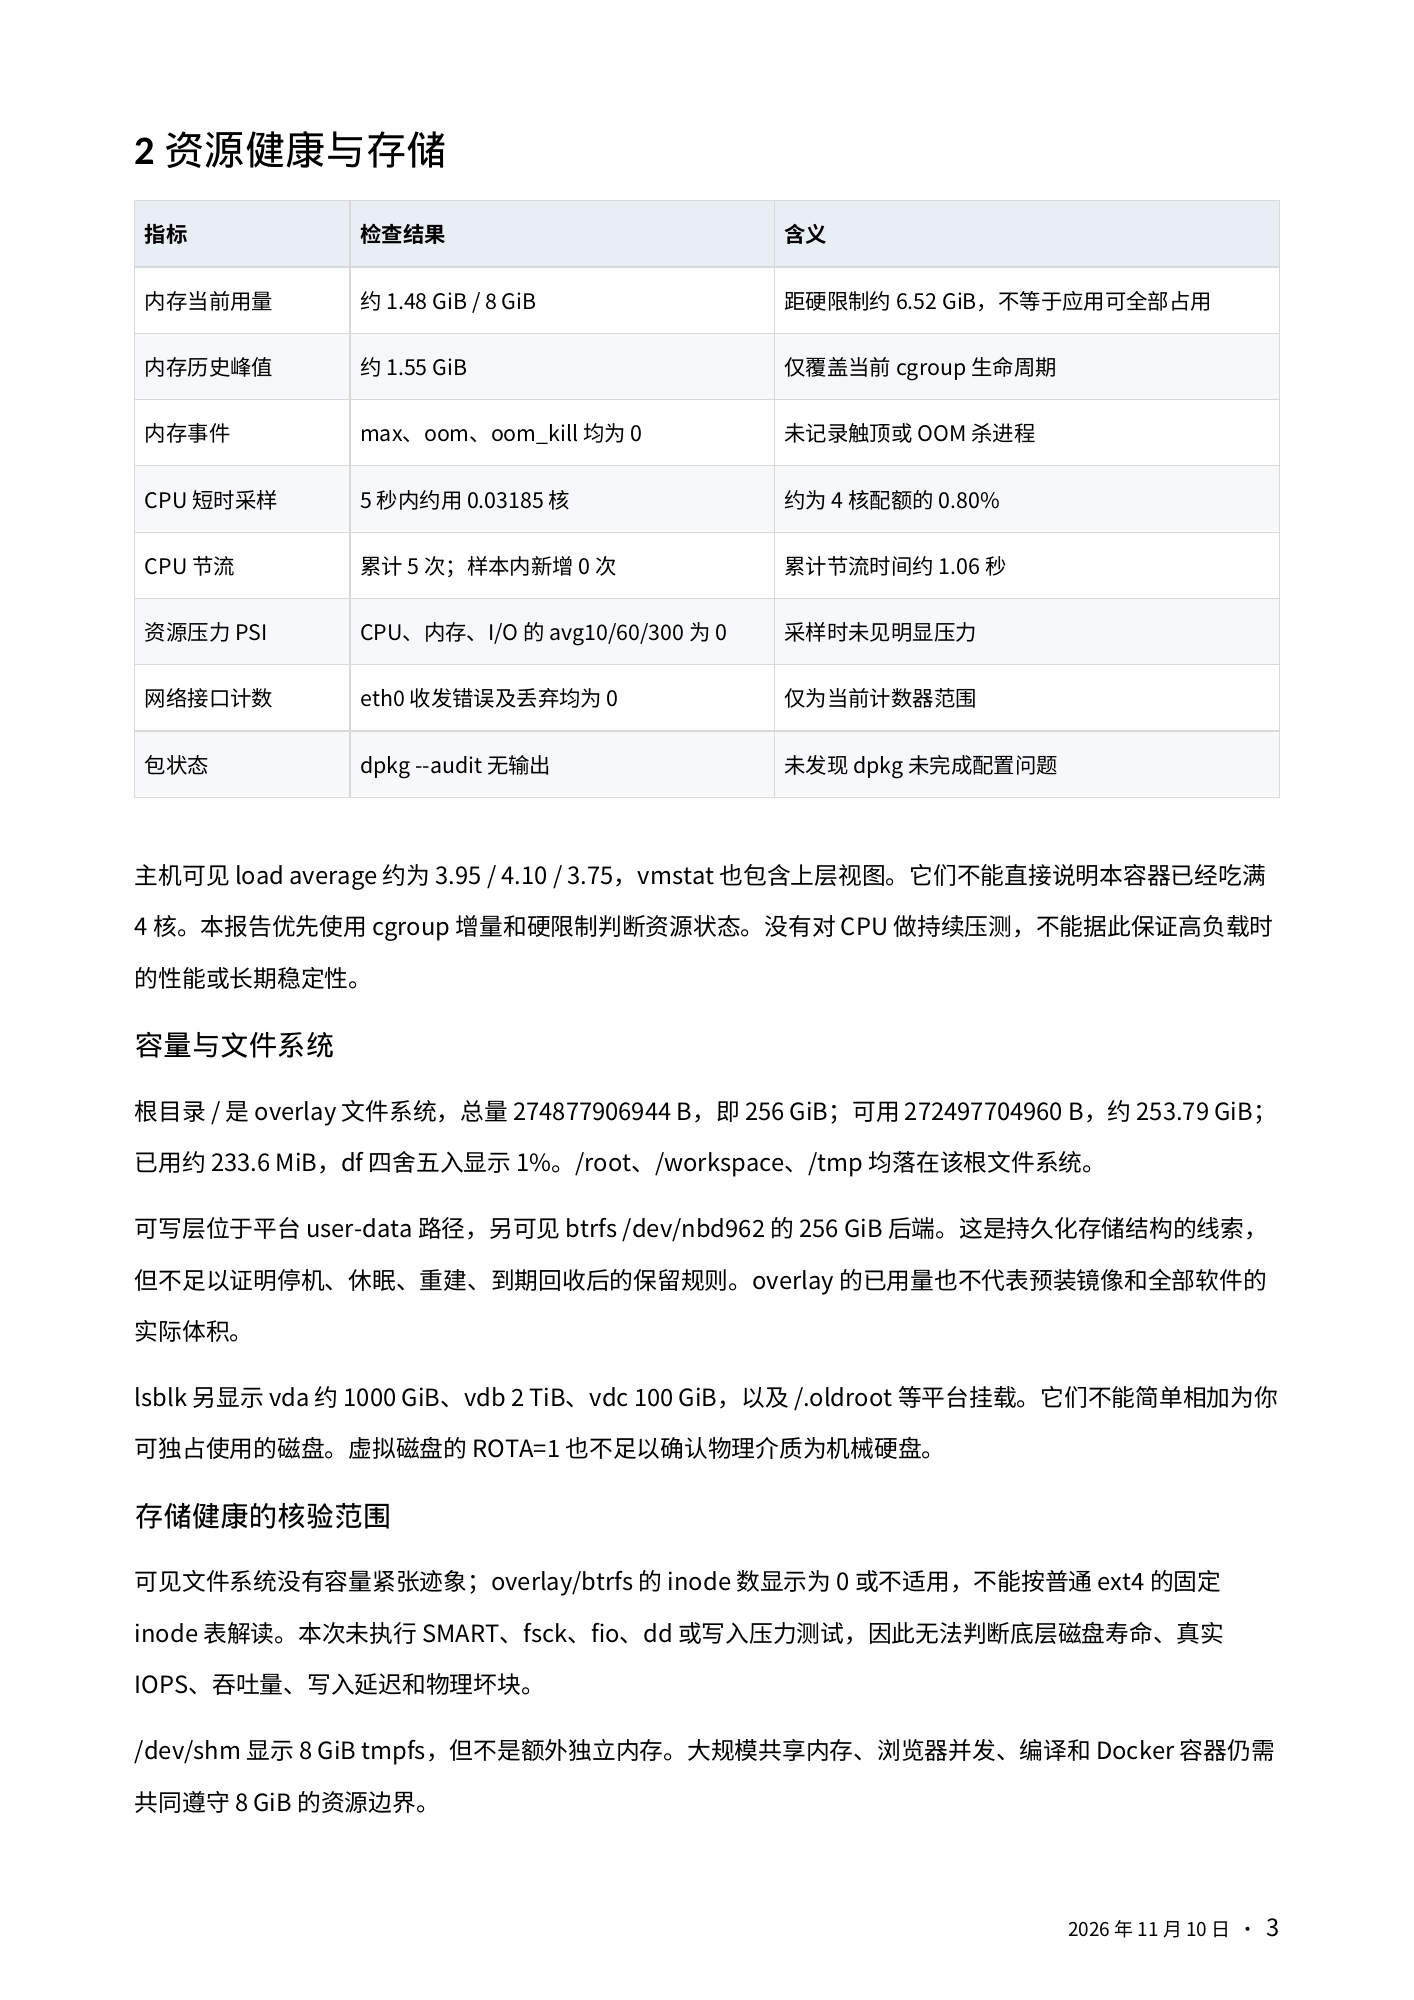 2 资源健康与存储
指标 检查结果 含义
内存当前用量 约 1.48 GiB / 8 GiB 距硬限制约 6.52 GiB，不等于应用可全部占用
内存历史峰值 约 1.55 GiB 仅覆盖当前 cgroup 生命周期
内存事件 max、oom、oom_kill 均为 0 未记录触顶或 OOM 杀进程
CPU 短时采样 5 秒内约用 0.03185 核 约为 4 核配额的 0.80%
CPU 节流 累计 5 次；样本内新增 0 次 累计节流时间约 1.06 秒
资源压力 PSI CPU、内存、I/O 的 avg10/60/300 为 0 采样时未见明显压力
网络接口计数 eth0 收发错误及丢弃均为 0 仅为当前计数器范围
包状态 dpkg --audit 无输出 未发现 dpkg 未完成配置问题
主机可见 load average 约为 3.95 / 4.10 / 3.75，vmstat 也包含上层视图。它们不能直接说明本容器已经吃满
4 核。本报告优先使用 cgroup 增量和硬限制判断资源状态。没有对 CPU 做持续压测，不能据此保证高负载时
的性能或长期稳定性。
容量与文件系统
根目录 / 是 overlay 文件系统，总量 274877906944 B，即 256 GiB；可用 272497704960 B，约 253.79 GiB；
已用约 233.6 MiB，df 四舍五入显示 1%。/root、/workspace、/tmp 均落在该根文件系统。
可写层位于平台 user-data 路径，另可见 btrfs /dev/nbd962 的 256 GiB 后端。这是持久化存储结构的线索，
但不足以证明停机、休眠、重建、到期回收后的保留规则。overlay 的已用量也不代表预装镜像和全部软件的
实际体积。
lsblk 另显示 vda 约 1000 GiB、vdb 2 TiB、vdc 100 GiB，以及 /.oldroot 等平台挂载。它们不能简单相加为你
可独占使用的磁盘。虚拟磁盘的 ROTA=1 也不足以确认物理介质为机械硬盘。
存储健康的核验范围
可见文件系统没有容量紧张迹象；overlay/btrfs 的 inode 数显示为 0 或不适用，不能按普通 ext4 的固定
inode 表解读。本次未执行 SMART、fsck、fio、dd 或写入压力测试，因此无法判断底层磁盘寿命、真实
IOPS、吞吐量、写入延迟和物理坏块。
/dev/shm 显示 8 GiB tmpfs，但不是额外独立内存。大规模共享内存、浏览器并发、编译和 Docker 容器仍需
共同遵守 8 GiB 的资源边界。
2026 年 11 月 10 日 · 3